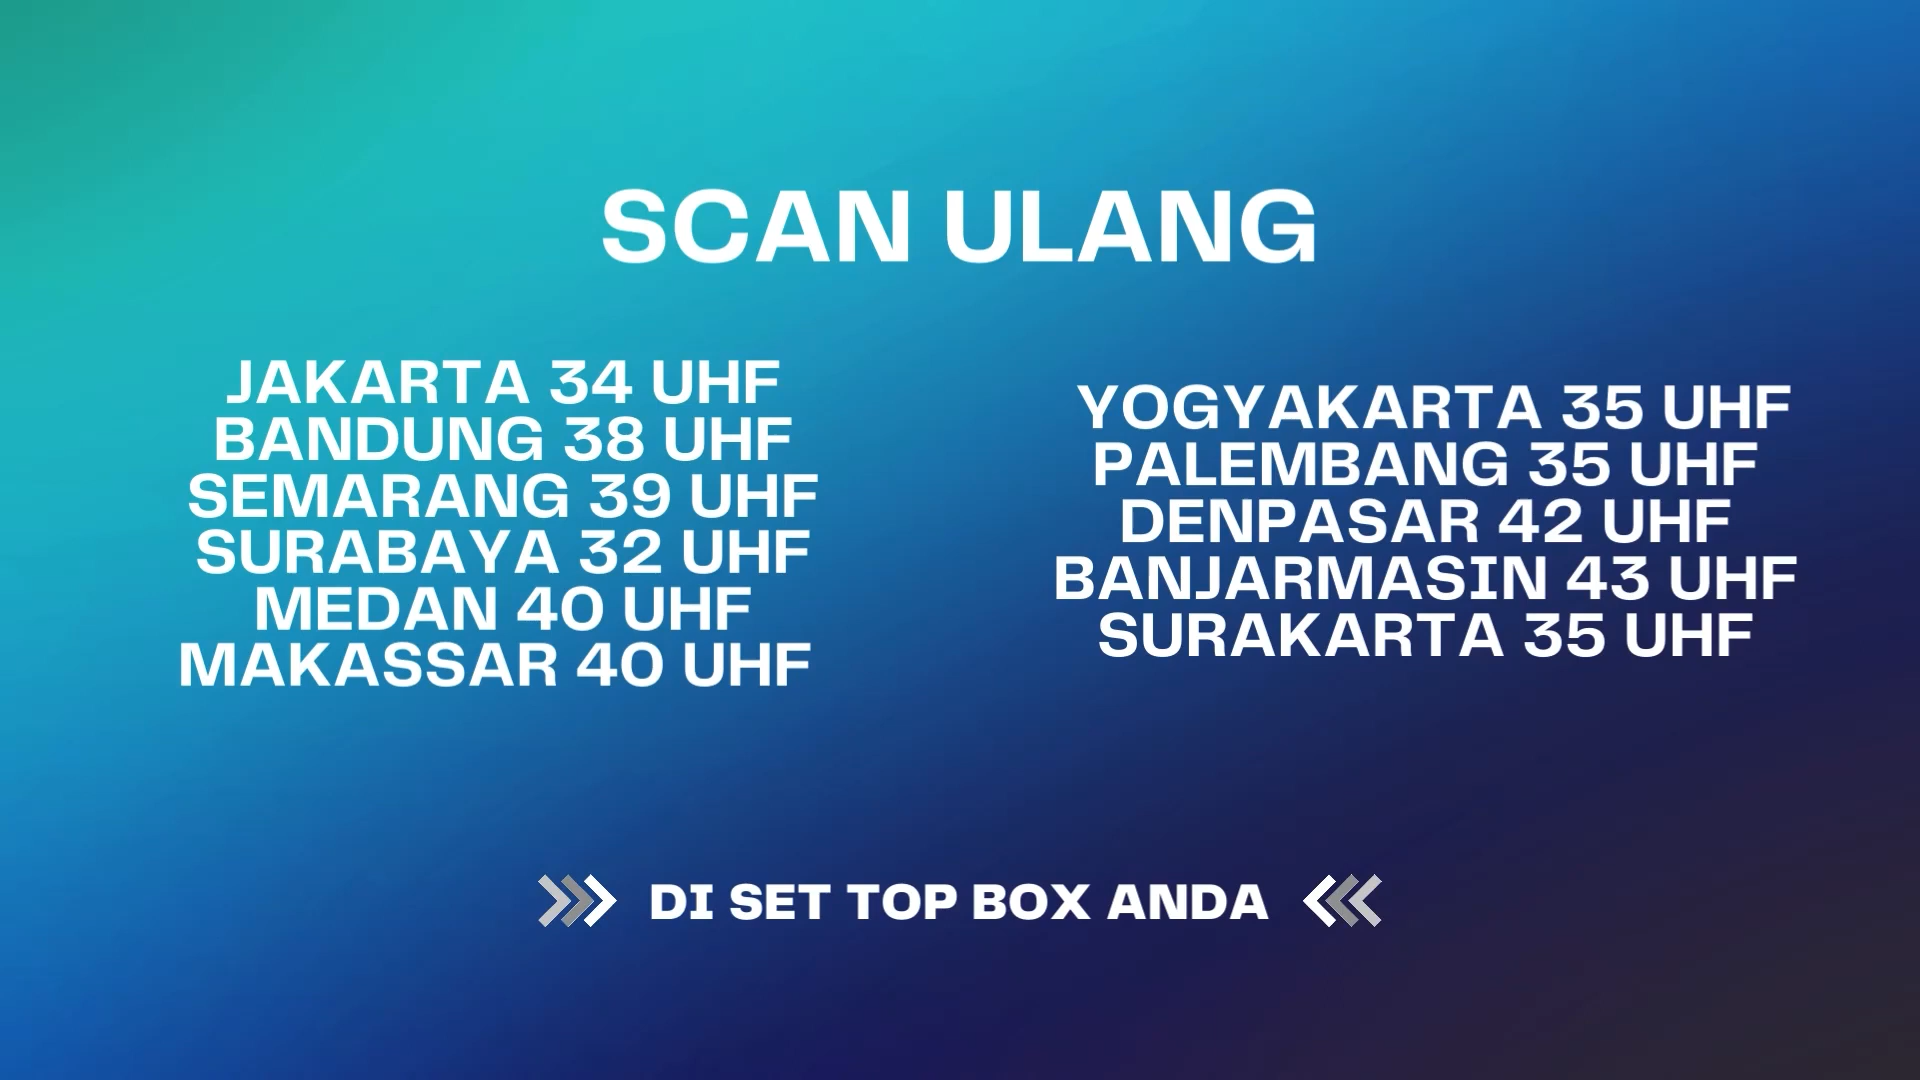 SCAN ULANG
JAKARTA 34 UHF
BANDUNG 38 UHF
SEMARANG 39 UHF
SURABAYA 32 UHF
MEDAN 40 UHF
MAKASSAR 40 UHF
YOGYAKARTA 35 UHF
PALEMBANG 35 UHF
DENPASAR 42 UHF
BANJARMASIN 43 UHF
SURAKARTA 35 UHF
DI SET TOP BOX ANDA